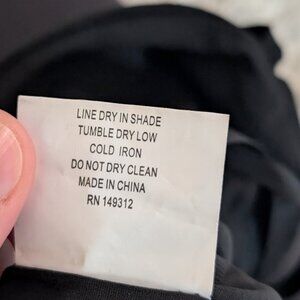 LINE DRY IN SHADE
TUMBLE DRY LOW
COLD IRON
DO NOT DRY CLEAN
MADE IN CHINA
RN 149312